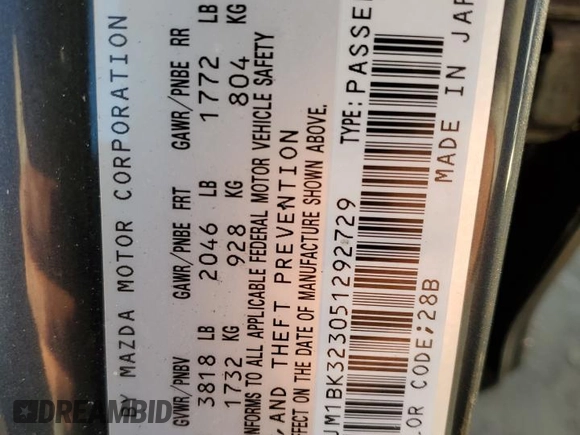 BY MAZDA MOTOR CORPORATION
GVWR/PNBV GAWR/PNBE FRT GAWR/PNBE RR
3818 LB 2046 LB 1772 LB
1732 KG 928 KG 804 KG
TO ALL APPLICABLE FEDERAL MOTOR VEHICLE SAFETY
AND THEFT PREVENTION
EFFECT ON THE DATE OF MANUFACTURE SHOWN ABOVE.
JM1BK323051292729 TYPE:
CODE;28B MADE IN
DREAMBID